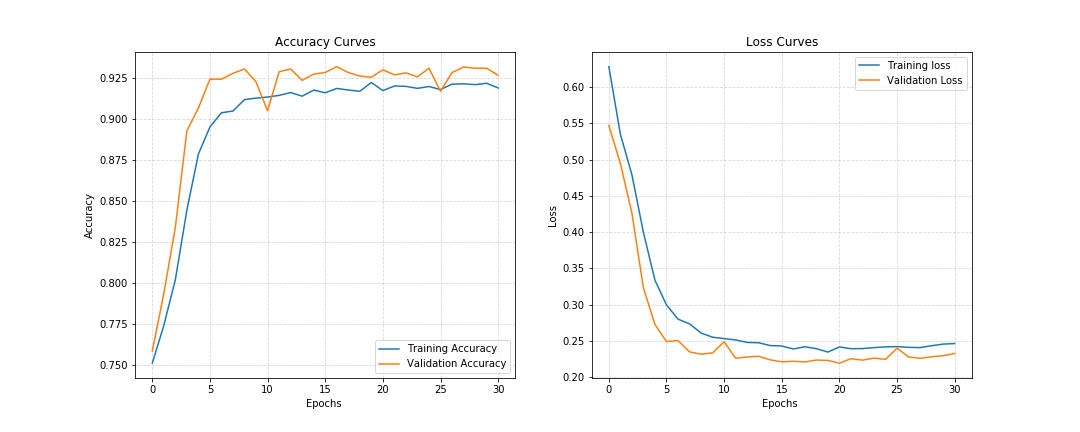 Accuracy Curves
Accuracy
0.925
0.900
0.875
0.850
0.825
0.800
0.775
0.750
Training Accuracy
Validation Accuracy
0 5 10 15 20 25 30
Epochs
Loss Curves
Loss
Training loss
Validation Loss
0.60
0.55
0.50
0.45
0.40
0.35
0.30
0.25
0.20
0 5 10 15 20 25 30
Epochs